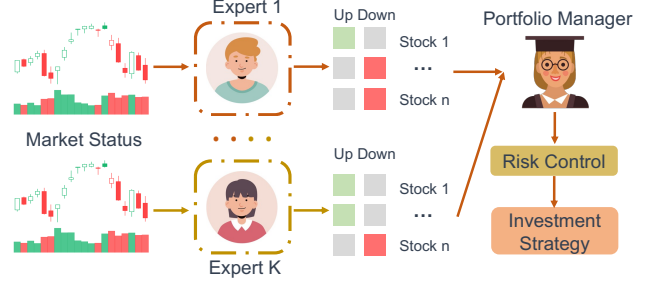 Expert 1
Up Down
Stock 1
...
Stock n
Portfolio Manager
Market Status
Risk Control
Up Down
Stock 1
...
Stock n
Expert K
Investment
Strategy